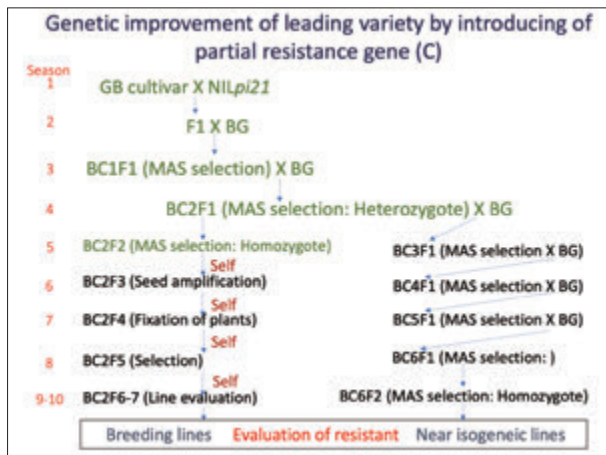 Genetic improvement of leading variety by introducing of
partial resistance gene (C)
Season
1 GB cultivar X NILpi21
2 F1 X BG
3 BC1F1 (MAS selection) X BG
4 BC2F1 (MAS selection: Heterozygote) X BG
5 BC2F2 (MAS selection: Homozygote) BC3F1 (MAS selection X BG)
Self
6 BC2F3 (Seed amplification) BC4F1 (MAS selection X BG)
Self
7 BC2F4 (Fixation of plants) BC5F1 (MAS selection X BG)
Self
8 BC2F5 (Selection) BC6F1 (MAS selection: )
Self
9-10 BC2F6-7 (Line evaluation) BC6F2 (MAS selection: Homozygote)
Breeding lines Evaluation of resistant Near isogeneic lines